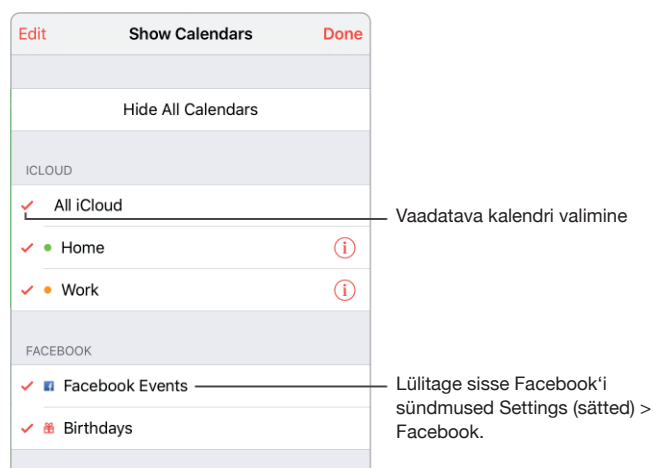 Edit Show Calendars Done
Hide All Calendars
ICLOUD
All iCloud
Vaadatava kalendri valimine
Home
Work
FACEBOOK
Facebook Events
Lülitage sisse Facebook‘i
sündmused Settings (sätted) >
Facebook.
Birthdays